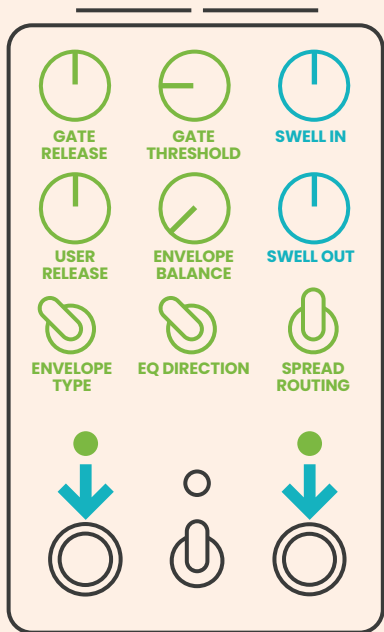 GATE
RELEASE
GATE
THRESHOLD
SWELL IN
USER
RELEASE
ENVELOPE
BALANCE
SWELL OUT
ENVELOPE
TYPE
EQ DIRECTION
SPREAD
ROUTING